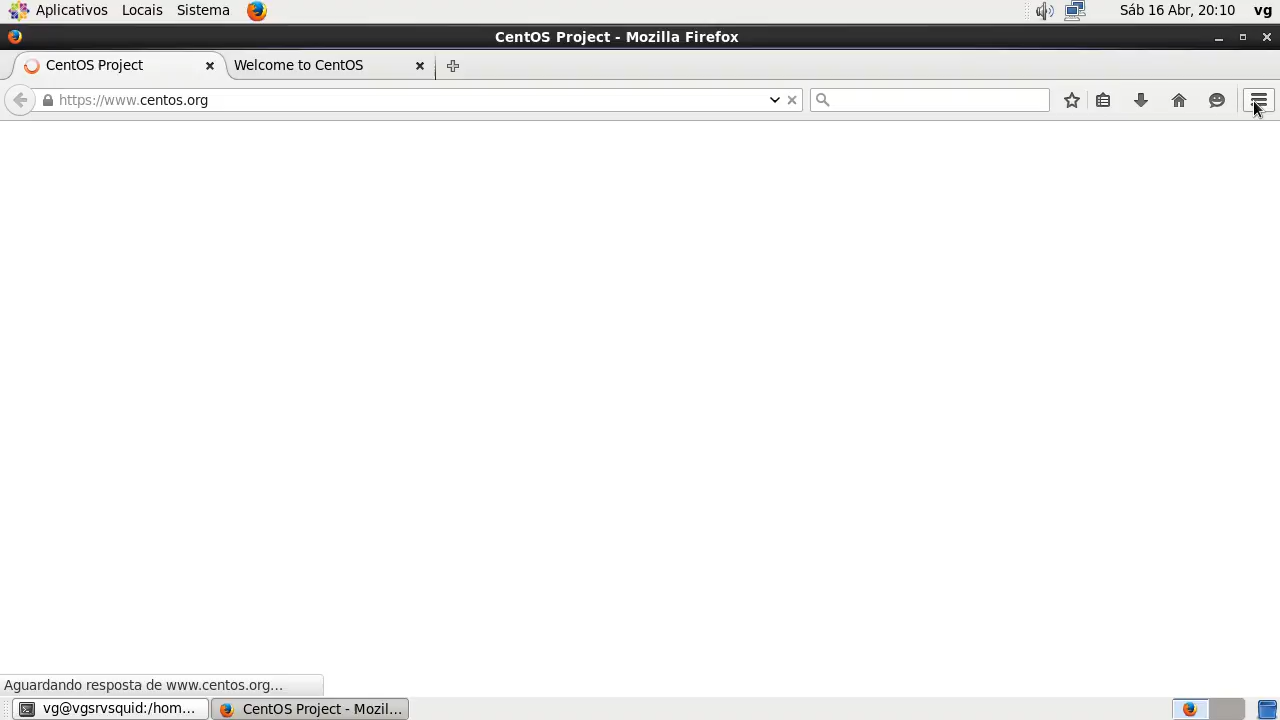 Aplicativos Locais Sistema Sáb 16 Abr, 20:10 vg
CentOS Project - Mozilla Firefox
CentOS Project Welcome to CentOS
https://www.centos.org
Aguardando resposta de www.centos.org...
vg@vgsrvsquid:/hom... CentOS Project - Mozil...